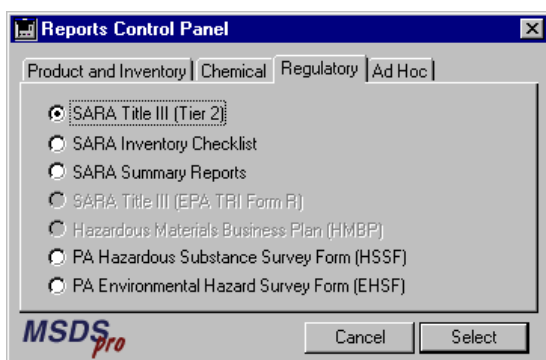 Reports Control Panel
Product and Inventory Chemical Regulatory Ad Hoc
SARA Title III (Tier 2)
SARA Inventory Checklist
SARA Summary Reports
SARA Title III (EPA TRI Form R)
Hazardous Materials Business Plan (HMBP)
PA Hazardous Substance Survey Form (HSSF)
PA Environmental Hazard Survey Form (EHSF)
MSDS pro Cancel Select